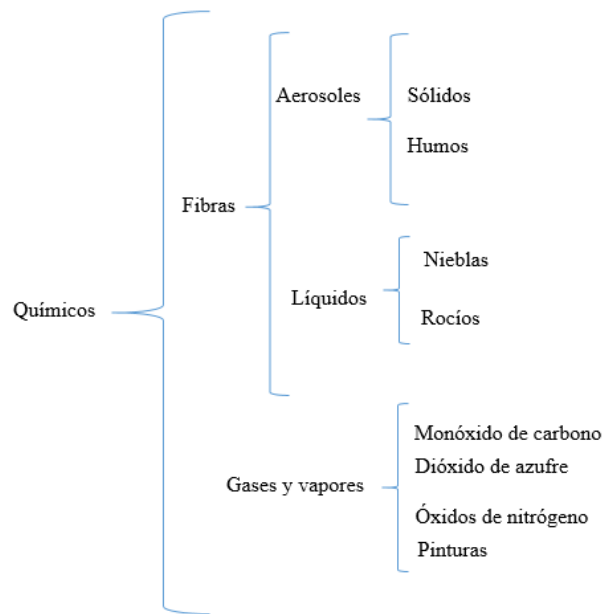 Aerosoles
Sólidos
Humos
Fibras
Nieblas
Líquidos
Rocíos
Químicos
Monóxido de carbono
Dióxido de azufre
Gases y vapores
Óxidos de nitrógeno
Pinturas